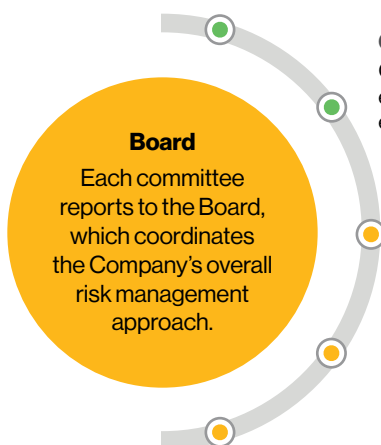 Board
Each committee
reports to the Board,
which coordinates
the Company's overall
risk management
approach.